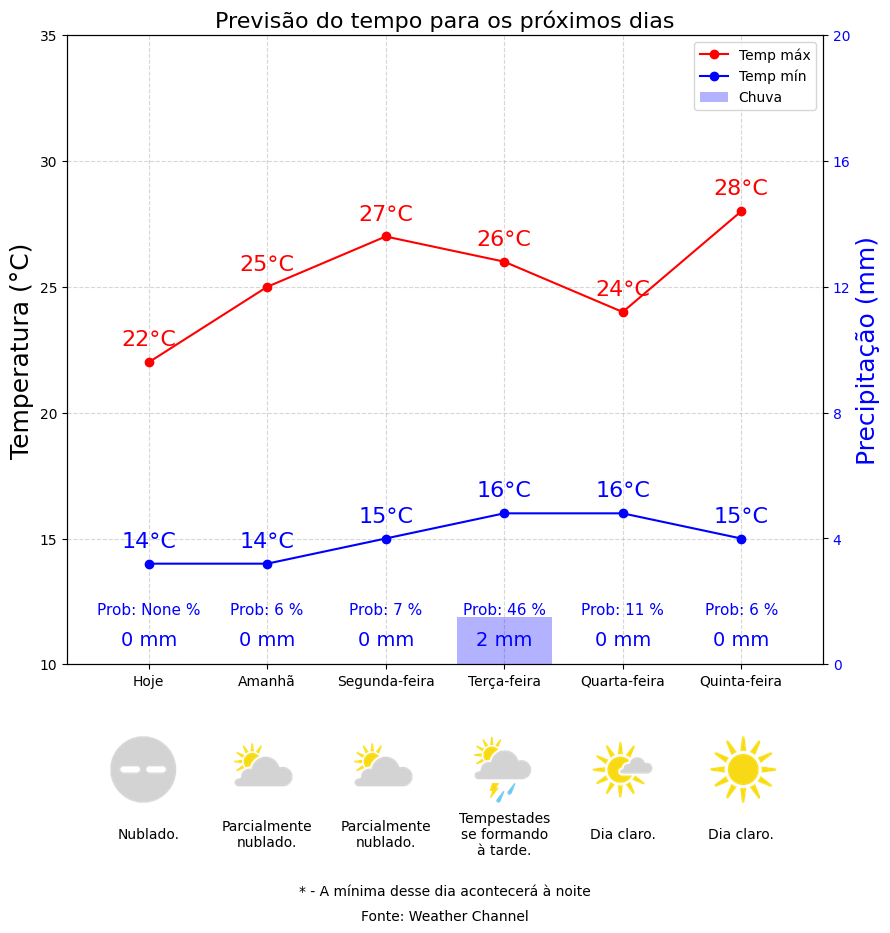 Previsão do tempo para os próximos dias
Temp máx
Temp mín
Chuva
Temperatura (°C)
Precipitação (mm)
35
30
25
20
15
10
20
16
12
8
4
0
22°C
25°C
27°C
26°C
24°C
28°C
14°C
14°C
15°C
16°C
16°C
15°C
Prob: None %
Prob: 6 %
Prob: 7 %
Prob: 46 %
Prob: 11 %
Prob: 6 %
0 mm
0 mm
0 mm
2 mm
0 mm
0 mm
Hoje
Amanhã
Segunda-feira
Terça-feira
Quarta-feira
Quinta-feira
Nublado.
Parcialmente
nublado.
Parcialmente
nublado.
Tempestades
se formando
à tarde.
Dia claro.
Dia claro.
* - A mínima desse dia acontecerá à noite
Fonte: Weather Channel